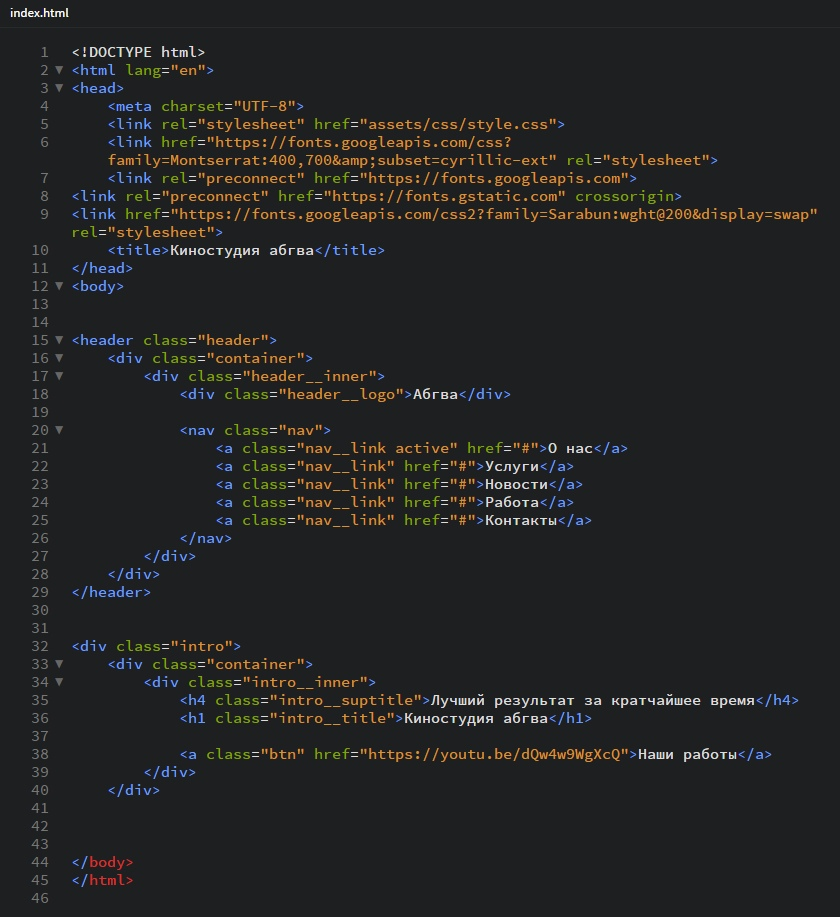 index.html
1 <!DOCTYPE html>
2 ▼ <html lang="en">
3 ▼ <head>
4     <meta charset="UTF-8">
5     <link rel="stylesheet" href="assets/css/style.css">
6     <link href="https://fonts.googleapis.com/css?
    family=Montserrat:400,700&amp;subset=cyrillic-ext" rel="stylesheet">
7     <link rel="preconnect" href="https://fonts.googleapis.com">
8 <link rel="preconnect" href="https://fonts.gstatic.com" crossorigin>
9 <link href="https://fonts.googleapis.com/css2?family=Sarabun:wght@200&display=swap"
rel="stylesheet">
10     <title>Киностудия абгва</title>
11 </head>
12 ▼ <body>
13
14
15 ▼ <header class="header">
16 ▼     <div class="container">
17 ▼         <div class="header__inner">
18             <div class="header__logo">Абгва</div>
19
20 ▼             <nav class="nav">
21                 <a class="nav__link active" href="#">О нас</a>
22                 <a class="nav__link" href="#">Услуги</a>
23                 <a class="nav__link" href="#">Новости</a>
24                 <a class="nav__link" href="#">Работа</a>
25                 <a class="nav__link" href="#">Контакты</a>
26             </nav>
27         </div>
28     </div>
29 </header>
30
31
32 <div class="intro">
33 ▼     <div class="container">
34 ▼         <div class="intro__inner">
35             <h4 class="intro__suptitle">Лучший результат за кратчайшее время</h4>
36             <h1 class="intro__title">Киностудия абгва</h1>
37
38             <a class="btn" href="https://youtu.be/dQw4w9WgXcQ">Наши работы</a>
39         </div>
40     </div>
41
42
43
44 </body>
45 </html>
46